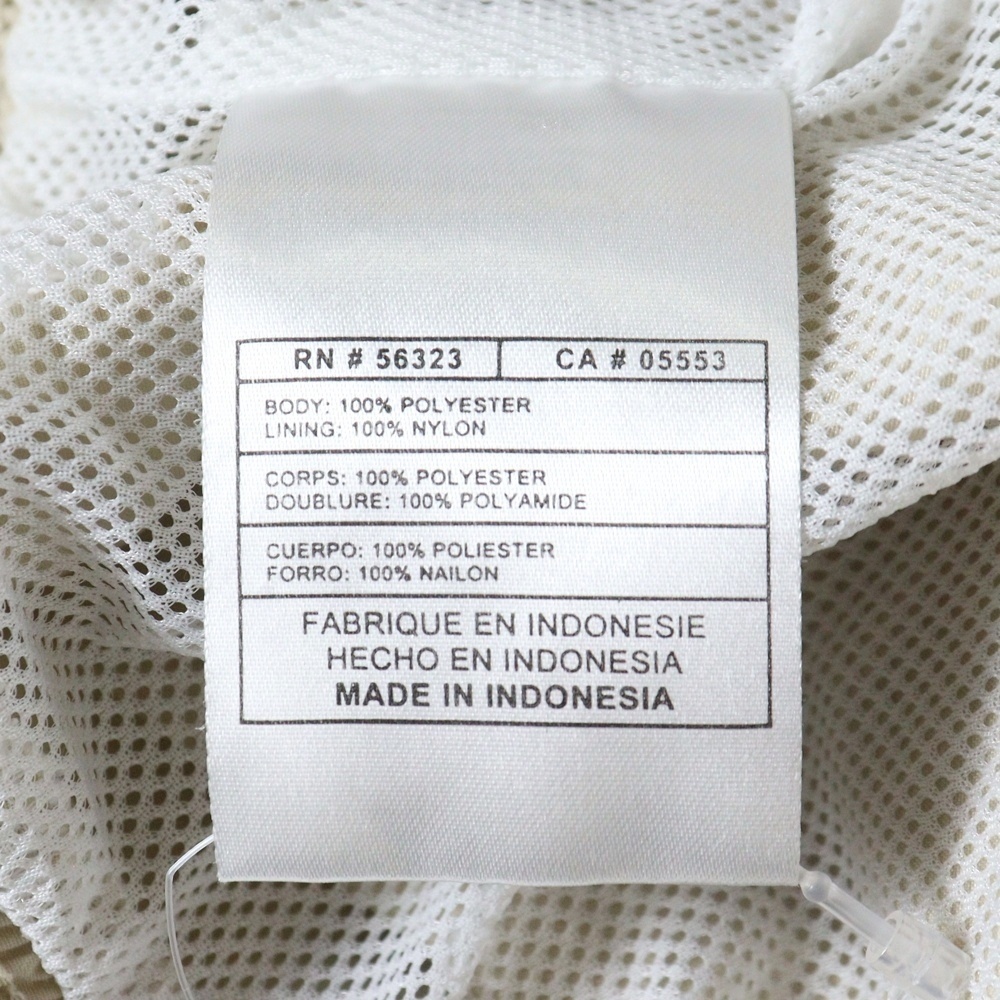 RN # 56323 CA # 05553
BODY: 100% POLYESTER
LINING: 100% NYLON
CORPS: 100% POLYESTER
DOUBLURE: 100% POLYAMIDE
CUERPO: 100% POLIESTER
FORRO: 100% NAILON
FABRIQUE EN INDONESIE
HECHO EN INDONESIA
MADE IN INDONESIA